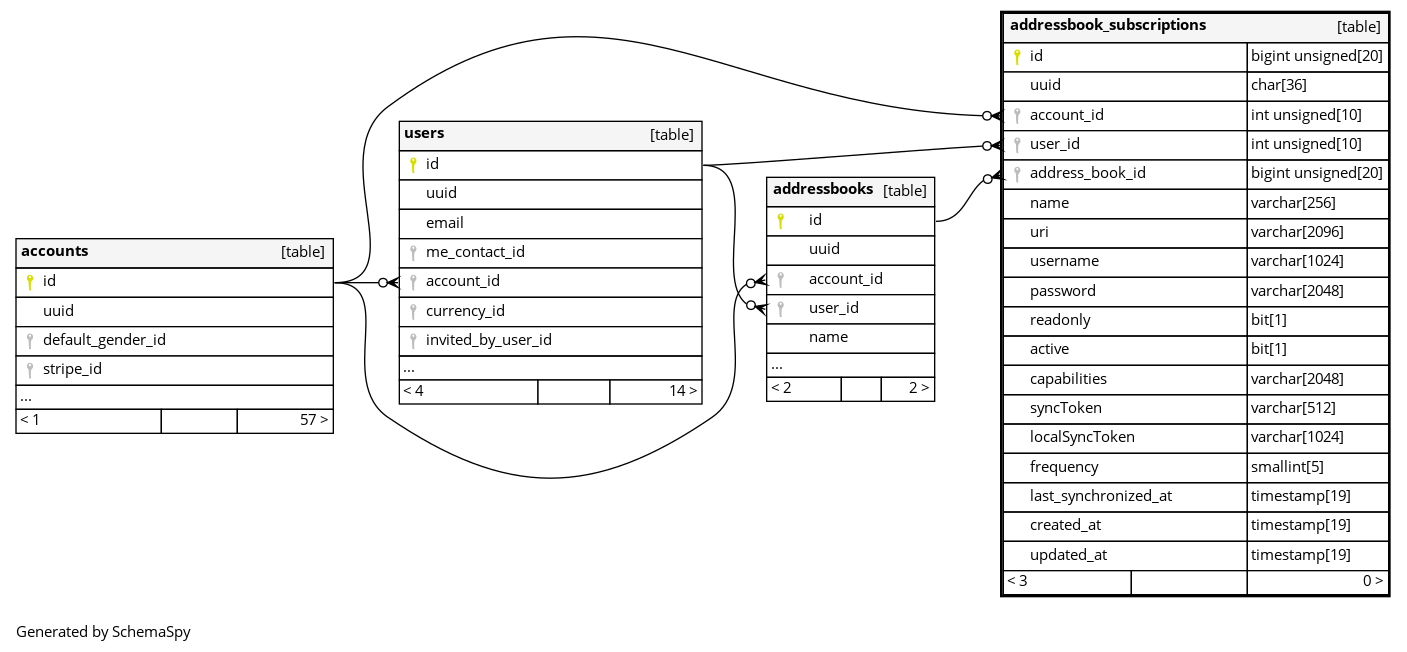 accounts [table]
id
uuid
default_gender_id
stripe_id
...
< 1 57 >
users [table]
id
uuid
email
me_contact_id
account_id
currency_id
invited_by_user_id
...
< 4 14 >
addressbooks [table]
id
uuid
account_id
user_id
name
...
< 2 2 >
addressbook_subscriptions [table]
id bigint unsigned[20]
uuid char[36]
account_id int unsigned[10]
user_id int unsigned[10]
address_book_id bigint unsigned[20]
name varchar[256]
uri varchar[2096]
username varchar[1024]
password varchar[2048]
readonly bit[1]
active bit[1]
capabilities varchar[2048]
syncToken varchar[512]
localSyncToken varchar[1024]
frequency smallint[5]
last_synchronized_at timestamp[19]
created_at timestamp[19]
updated_at timestamp[19]
< 3 0 >
Generated by SchemaSpy